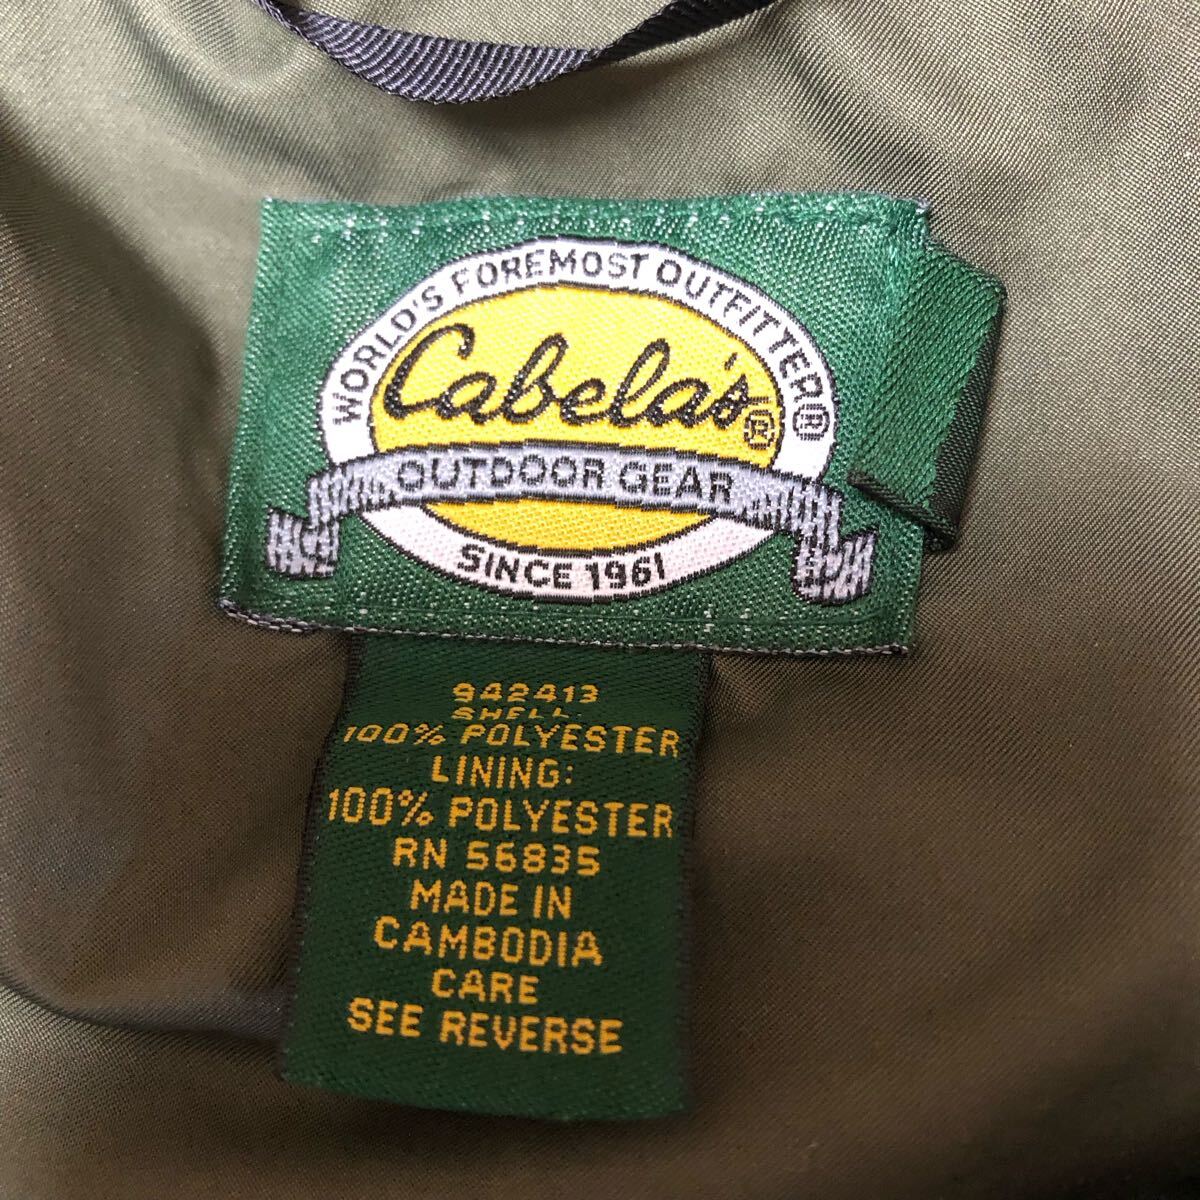 WORLD'S FOREMOST OUTFITTER®
Cabela's®
OUTDOOR GEAR
SINCE 1961
942413
SHELL:
100% POLYESTER
LINING:
100% POLYESTER
RN 56835
MADE IN
CAMBODIA
CARE
SEE REVERSE